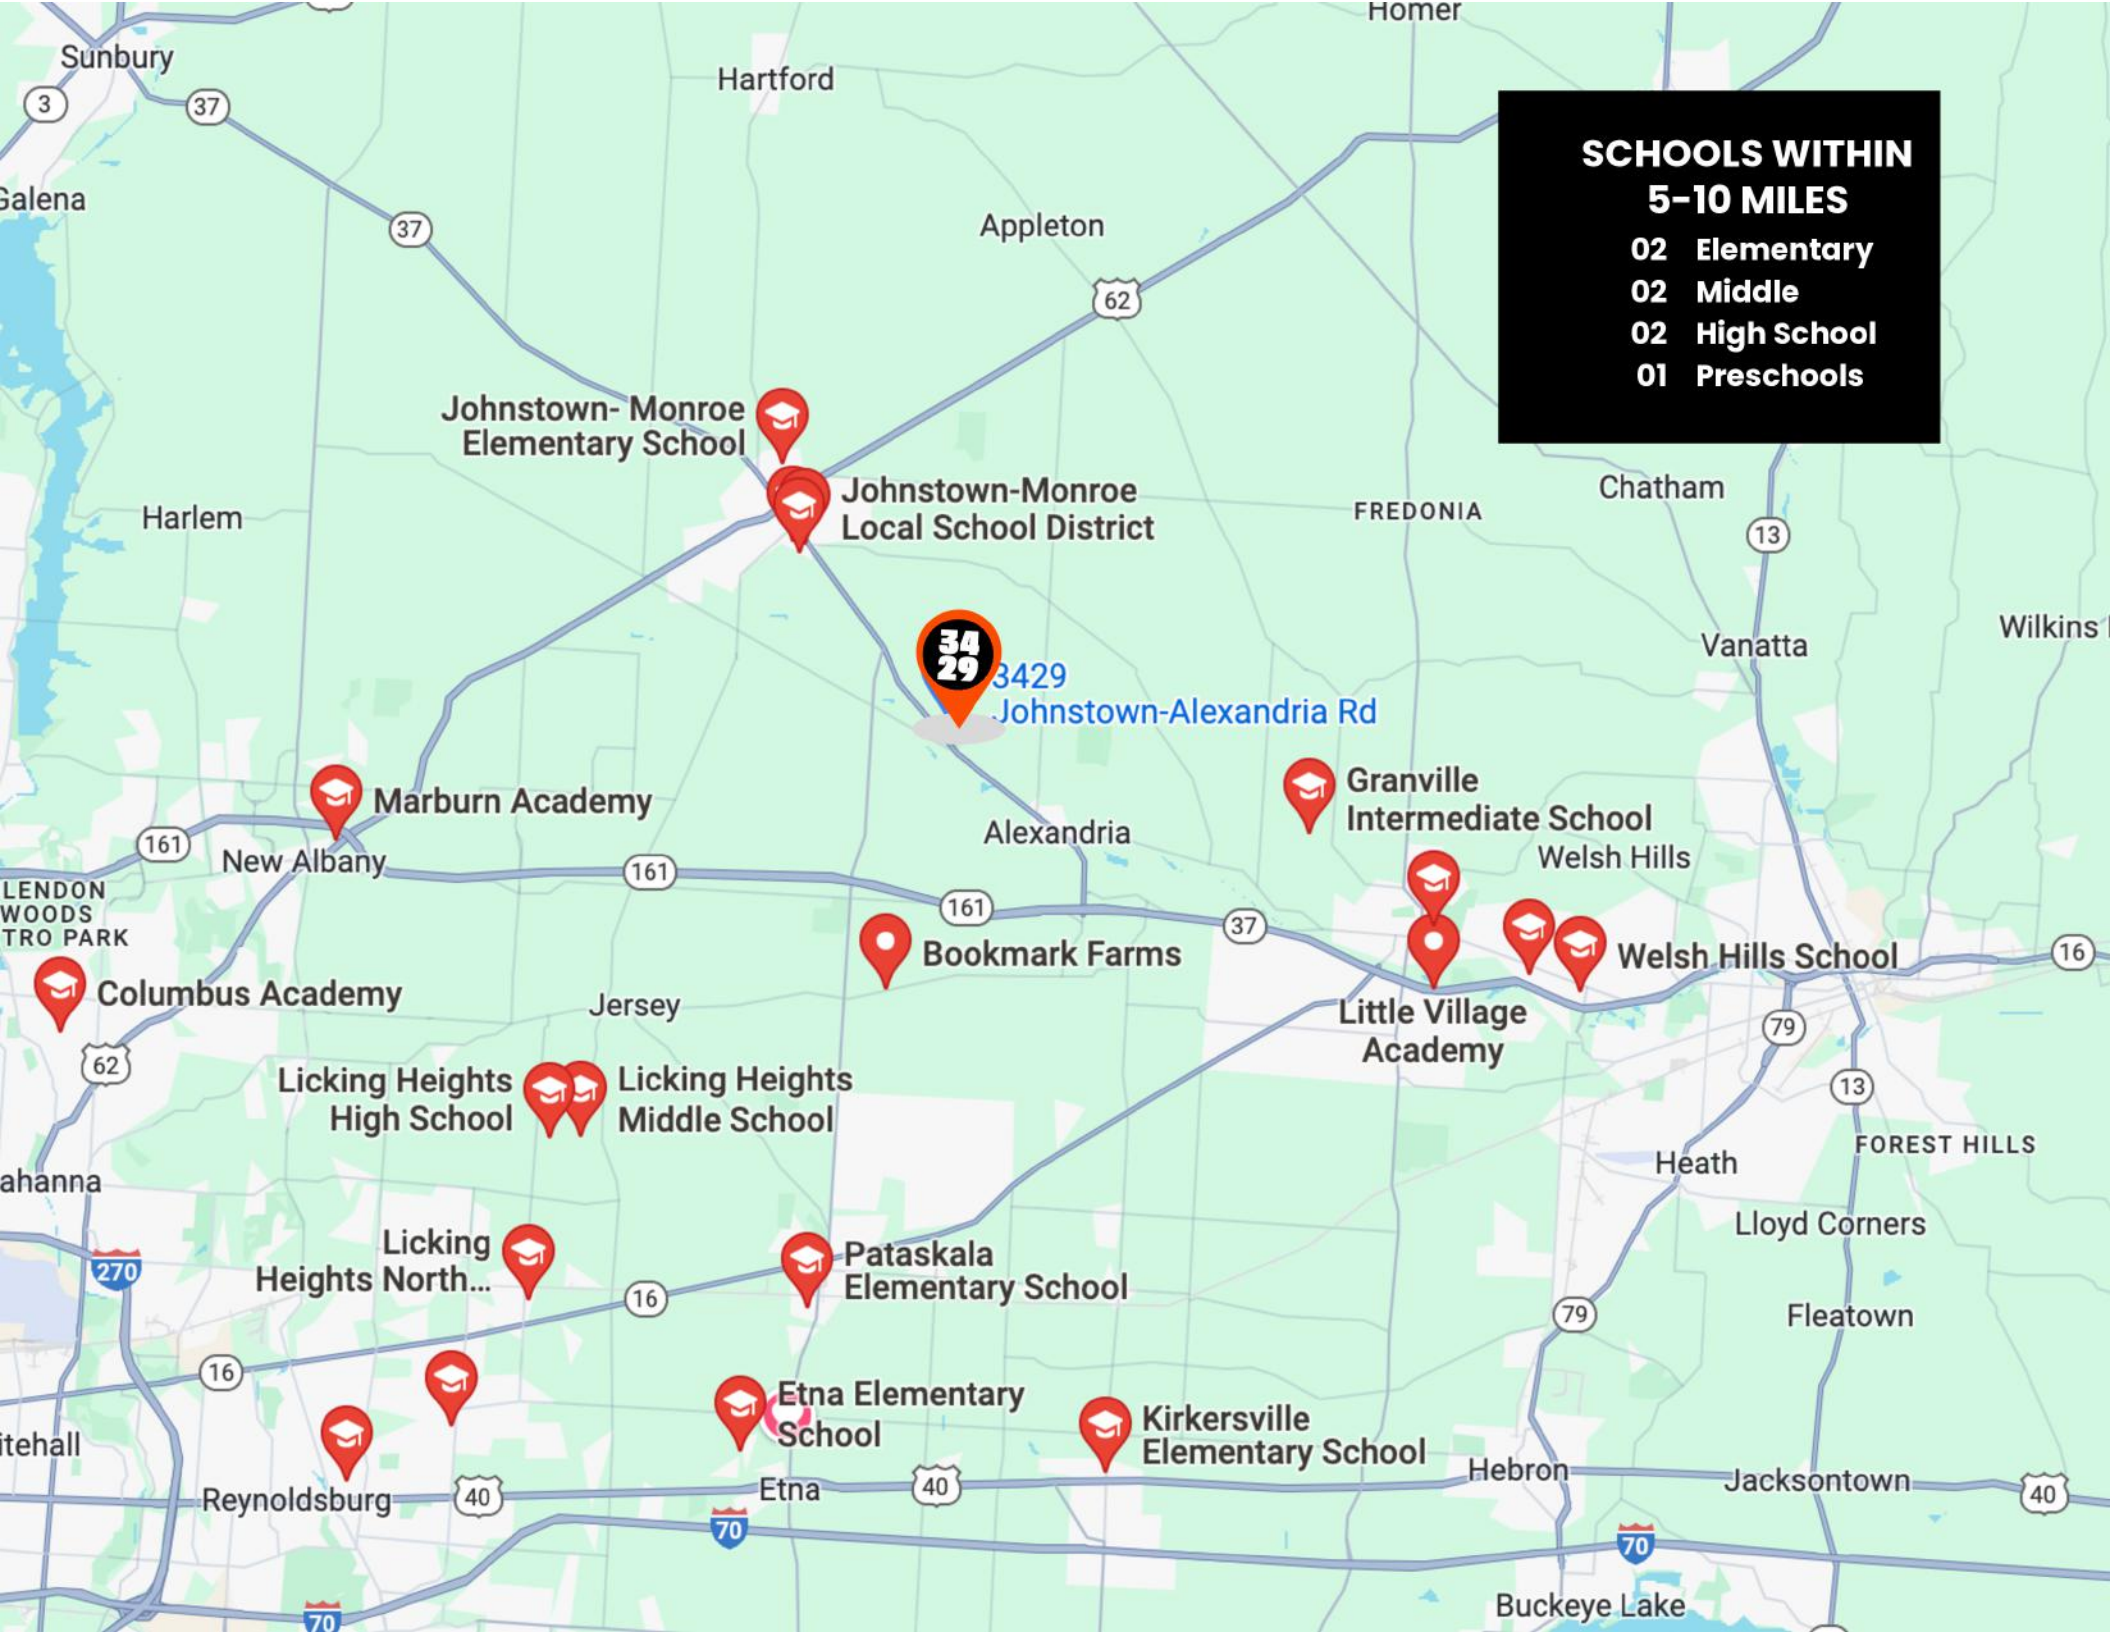 Homer
Sunbury
Hartford
3
37
SCHOOLS WITHIN
5-10 MILES
02 Elementary
02 Middle
02 High School
01 Preschools
Galena
37
Appleton
62
Johnstown- Monroe
Elementary School
Johnstown-Monroe
Local School District
Harlem
FREDONIA
Chatham
13
Wilkins
Vanatta
34
29
3429
Johnstown-Alexandria Rd
Marburn Academy
Granville
Intermediate School
Alexandria
161
New Albany
161
Welsh Hills
LENDON
WOODS
TRO PARK
161
37
Bookmark Farms
Welsh Hills School
16
Columbus Academy
Jersey
Little Village
Academy
79
62
Licking Heights
High School
Licking Heights
Middle School
13
FOREST HILLS
ahanna
Heath
Lloyd Corners
Licking
Heights North...
Pataskala
Elementary School
270
16
79
Fleatown
16
Etna Elementary
School
Kirkersville
Elementary School
itehall
Reynoldsburg
40
Etna
40
Hebron
Jacksontown
40
70
70
70
Buckeye Lake